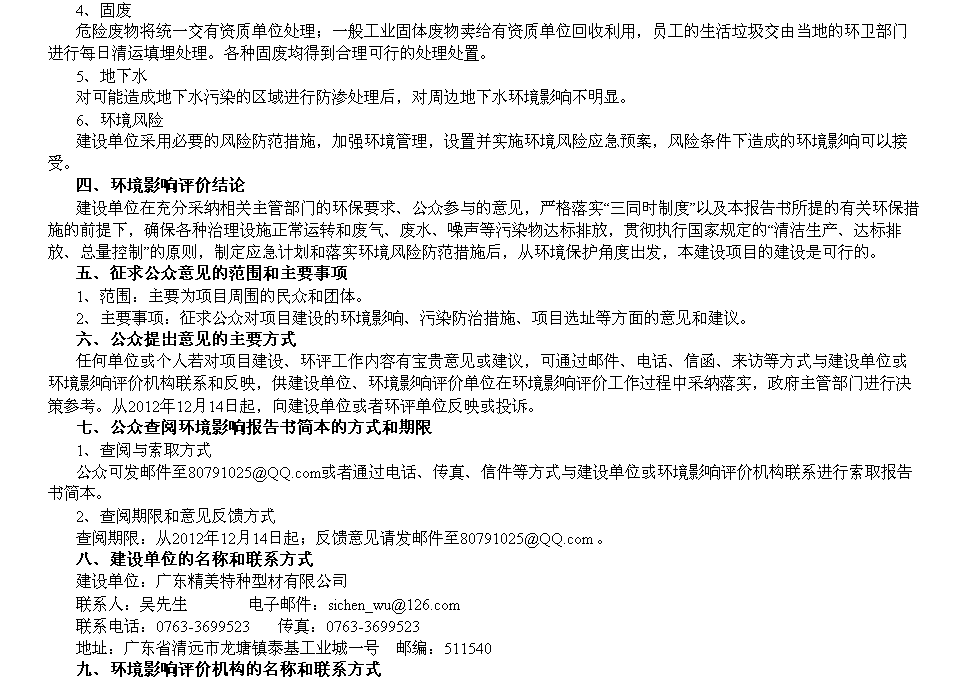 4、固废
危险废物将统一交有资质单位处理；一般工业固体废物卖给有资质单位回收利用，员工的生活垃圾交由当地的环卫部门
进行每日清运填埋处理。各种固废均得到合理可行的处理处置。
5、地下水
对可能造成地下水污染的区域进行防渗处理后，对周边地下水环境影响不明显。
6、环境风险
建设单位采用必要的风险防范措施，加强环境管理，设置并实施环境风险应急预案，风险条件下造成的环境影响可以接
受。
四、环境影响评价结论
建设单位在充分采纳相关主管部门的环保要求、公众参与的意见，严格落实“三同时制度”以及本报告书所提的有关环保措
施的前提下，确保各种治理设施正常运转和废气、废水、噪声等污染物达标排放，贯彻执行国家规定的“清洁生产、达标排
放、总量控制”的原则，制定应急计划和落实环境风险防范措施后，从环境保护角度出发，本建设项目的建设是可行的。
五、征求公众意见的范围和主要事项
1、范围：主要为项目周围的民众和团体。
2、主要事项：征求公众对项目建设的环境影响、污染防治措施、项目选址等方面的意见和建议。
六、公众提出意见的主要方式
任何单位或个人若对项目建设、环评工作内容有宝贵意见或建议，可通过邮件、电话、信函、来访等方式与建设单位或
环境影响评价机构联系和反映，供建设单位、环境影响评价单位在环境影响评价工作过程中采纳落实，政府主管部门进行决
策参考。从2012年12月14日起，向建设单位或者环评单位反映或投诉。
七、公众查阅环境影响报告书简本的方式和期限
1、查阅与索取方式
公众可发邮件至80791025@QQ.com或者通过电话、传真、信件等方式与建设单位或环境影响评价机构联系进行索取报告
书简本。
2、查阅期限和意见反馈方式
查阅期限：从2012年12月14日起；反馈意见请发邮件至80791025@QQ.com 。
八、建设单位的名称和联系方式
建设单位：广东精美特种型材有限公司
联系人：吴先生 电子邮件：sichen_wu@126.com
联系电话：0763-3699523 传真：0763-3699523
地址：广东省清远市龙塘镇泰基工业城一号 邮编：511540
九、环境影响评价机构的名称和联系方式